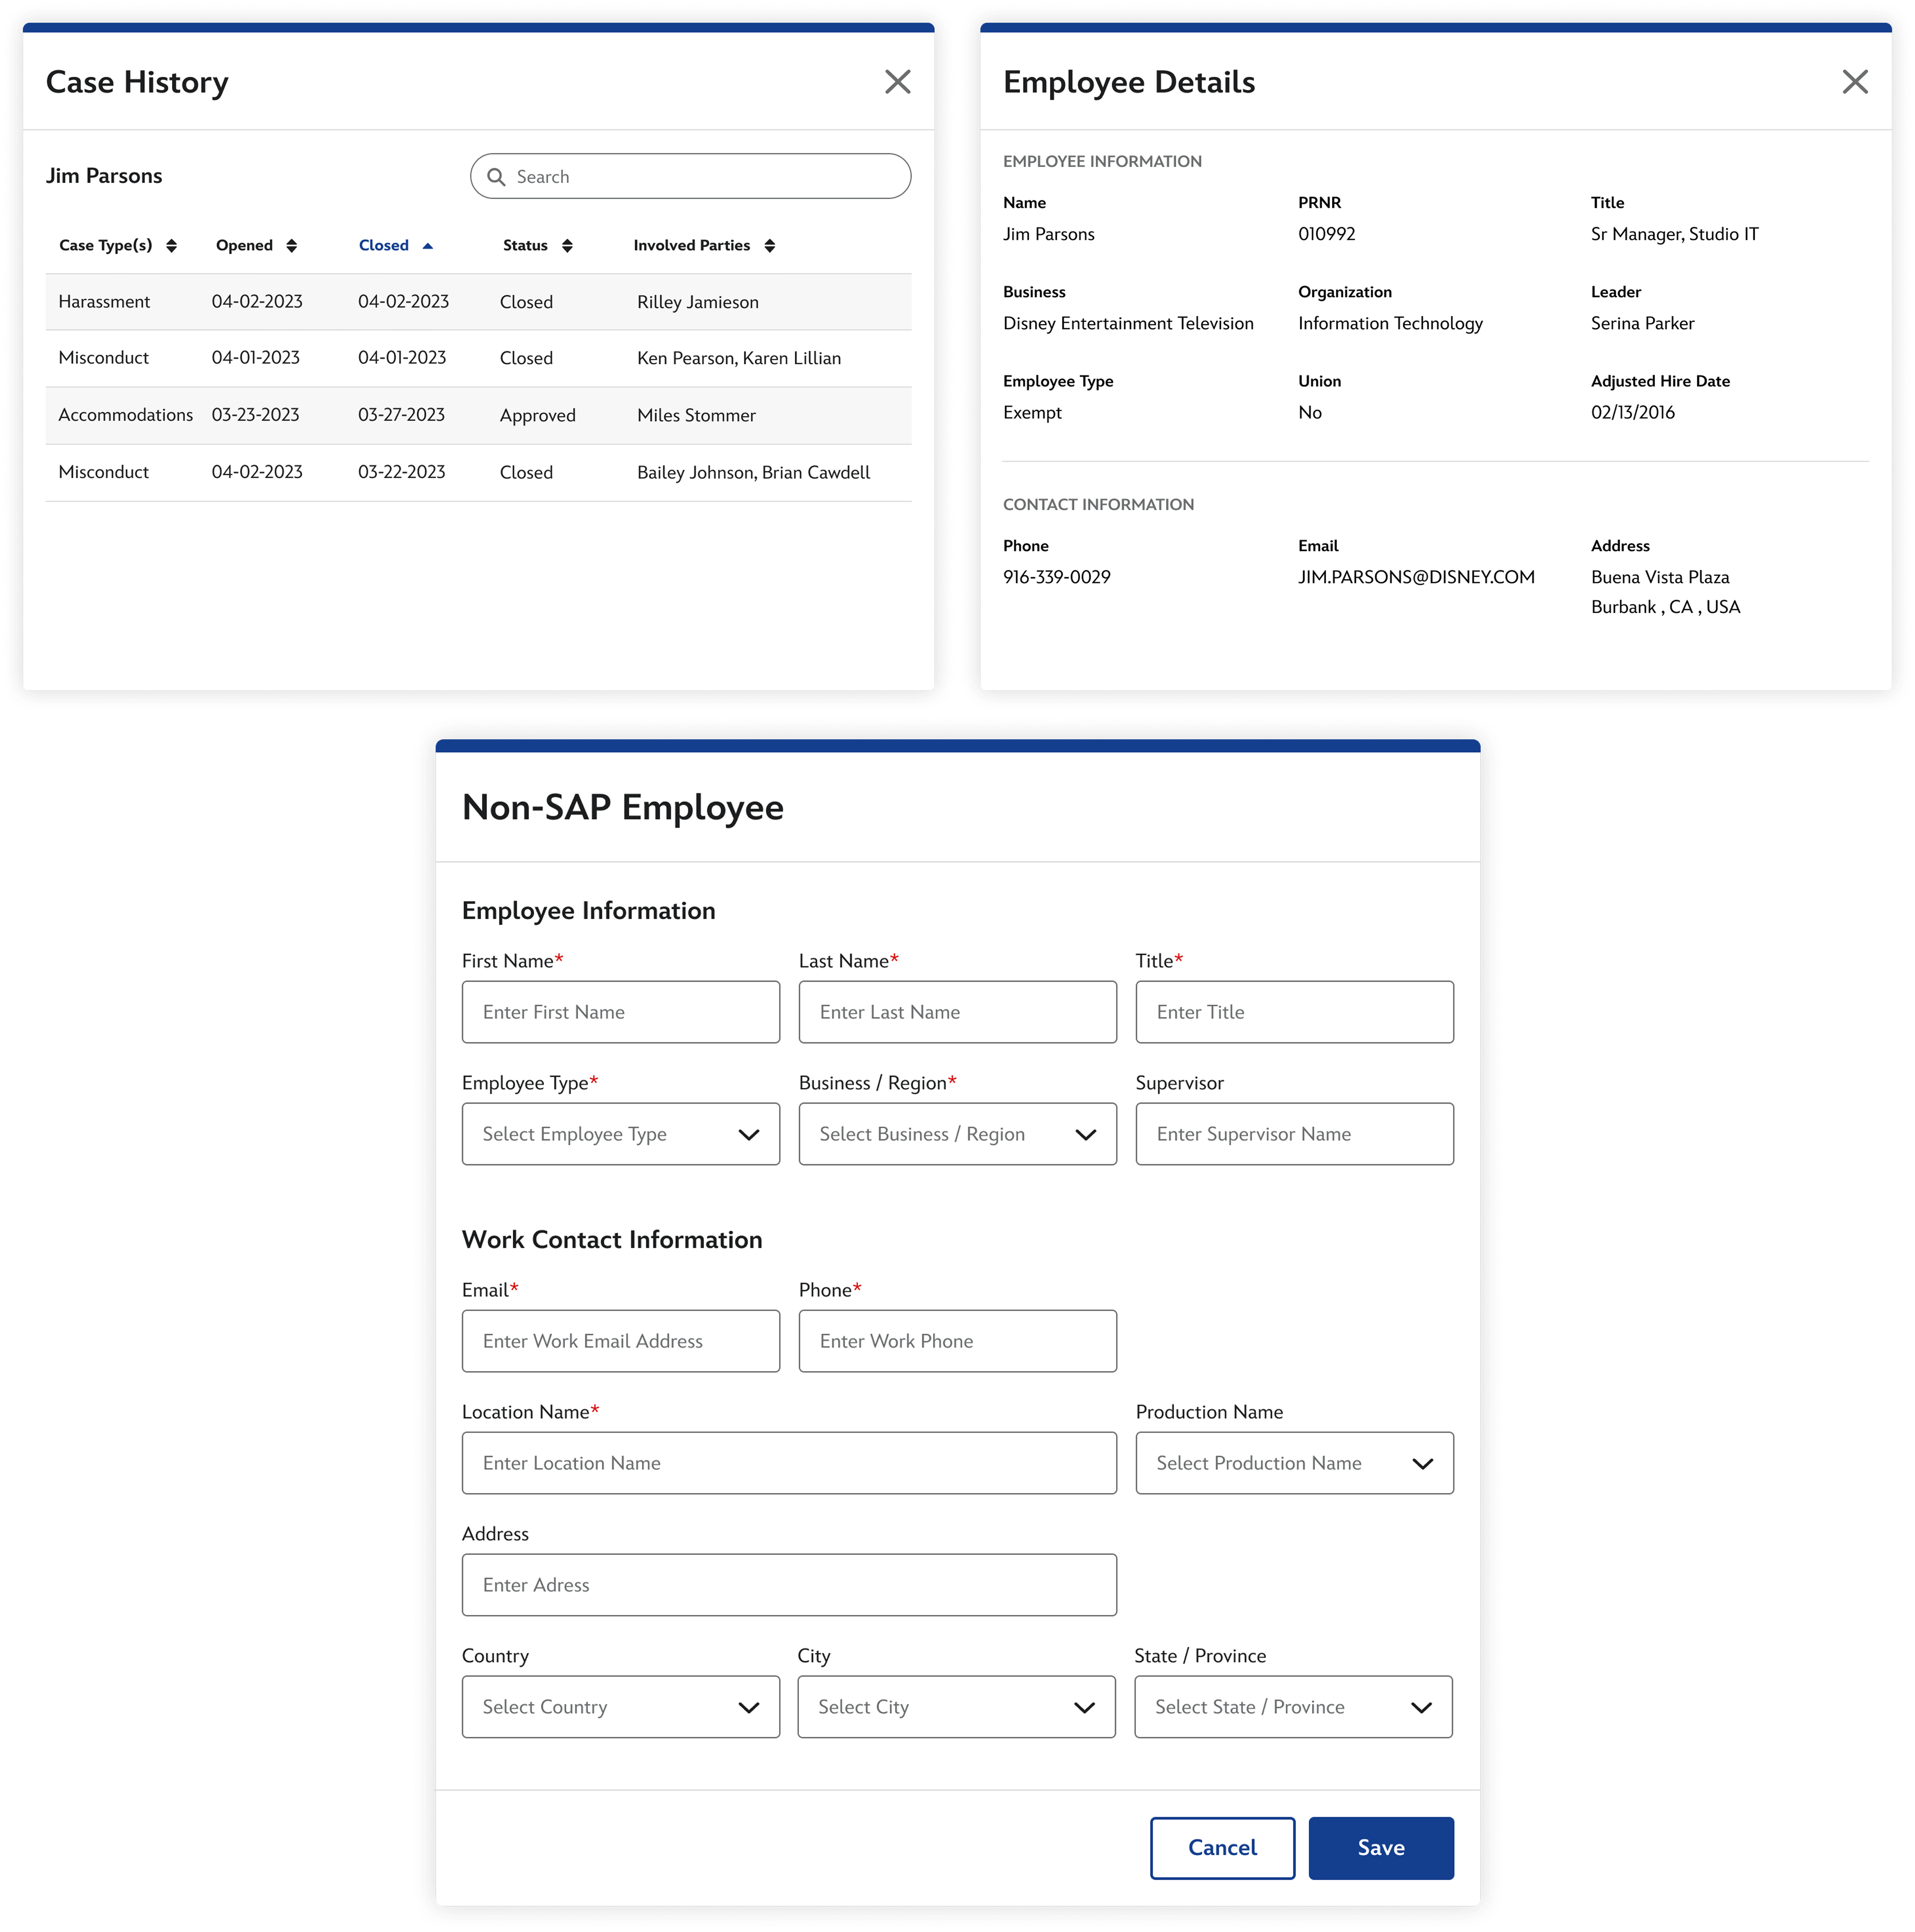 Case History
Jim Parsons
Search
Case Type(s) Opened Closed Status Involved Parties
Harassment 04-02-2023 04-02-2023 Closed Rilley Jamieson
Misconduct 04-01-2023 04-01-2023 Closed Ken Pearson, Karen Lillian
Accommodations 03-23-2023 03-27-2023 Approved Miles Stommer
Misconduct 04-02-2023 03-22-2023 Closed Bailey Johnson, Brian Cawdell
Employee Details
EMPLOYEE INFORMATION
Name PRNR Title
Jim Parsons 010992 Sr Manager, Studio IT
Business Organization Leader
Disney Entertainment Television Information Technology Serina Parker
Employee Type Union Adjusted Hire Date
Exempt No 02/13/2016
CONTACT INFORMATION
Phone Email Address
916-339-0029 JIM.PARSONS@DISNEY.COM Buena Vista Plaza
Burbank , CA , USA
Non-SAP Employee
Employee Information
First Name* Last Name* Title*
Enter First Name Enter Last Name Enter Title
Employee Type* Business / Region* Supervisor
Select Employee Type Select Business / Region Enter Supervisor Name
Work Contact Information
Email* Phone*
Enter Work Email Address Enter Work Phone
Location Name* Production Name
Enter Location Name Select Production Name
Address
Enter Adress
Country City State / Province
Select Country Select City Select State / Province
Cancel Save